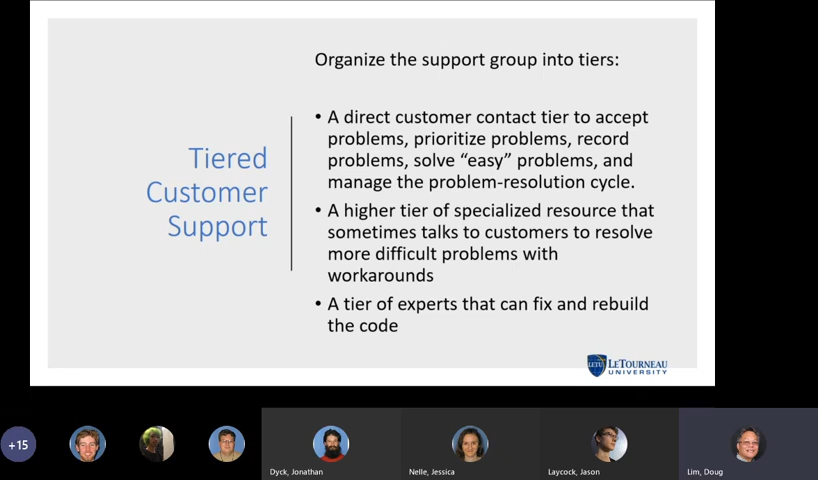 Organize the support group into tiers:
Tiered
Customer
Support
• A direct customer contact tier to accept
problems, prioritize problems, record
problems, solve “easy” problems, and
manage the problem-resolution cycle.
• A higher tier of specialized resource that
sometimes talks to customers to resolve
more difficult problems with
workarounds
• A tier of experts that can fix and rebuild
the code
LETU
LETOURNEAU
UNIVERSITY
+15
Dyck, Jonathan
Nelle, Jessica
Laycock, Jason
Lim, Doug